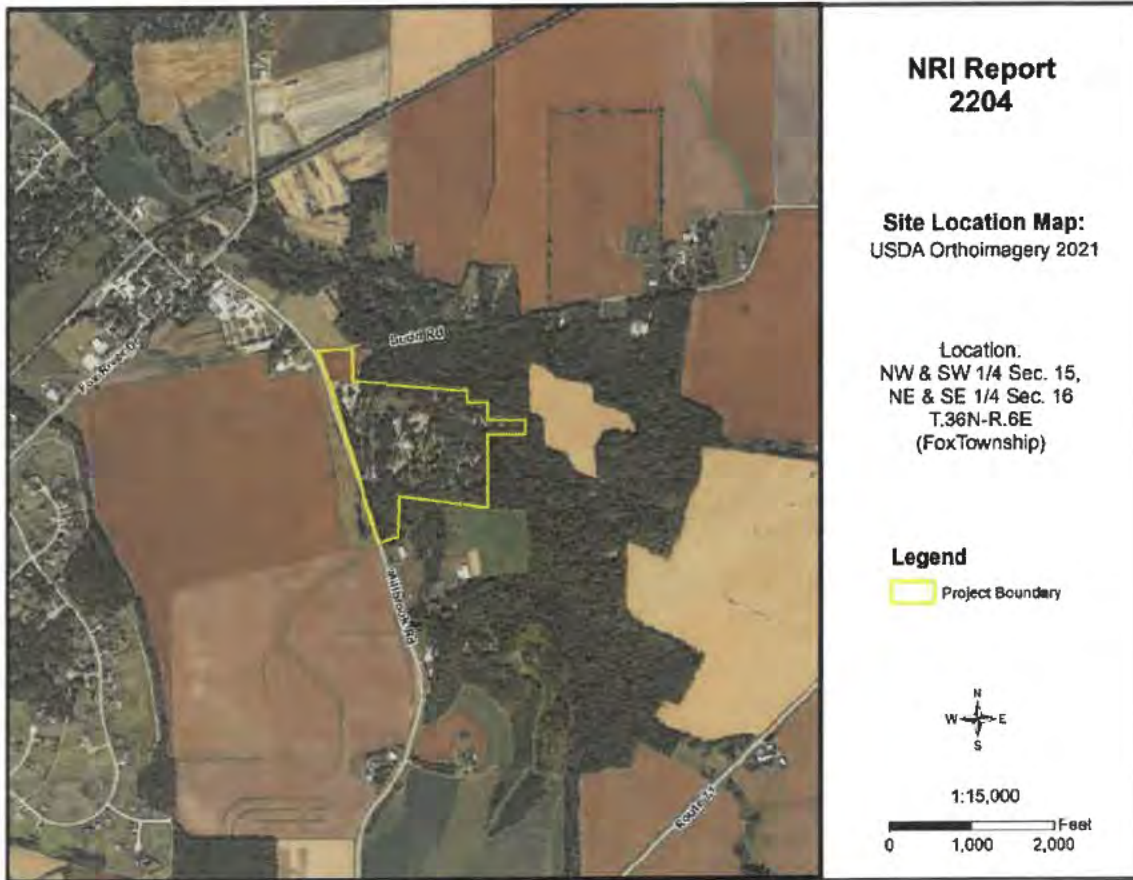 NRI Report
2204
Site Location Map:
USDA Orthoimagery 2021
Location:
NW & SW 1/4 Sec. 15,
NE & SE 1/4 Sec. 16
T.36N-R.6E
(FoxTownship)
Legend
Project Boundary
N
W E
S
1:15,000
Feet
0 1,000 2,000
Fox River Dr
Rd
Millbrook Rd
Route 71